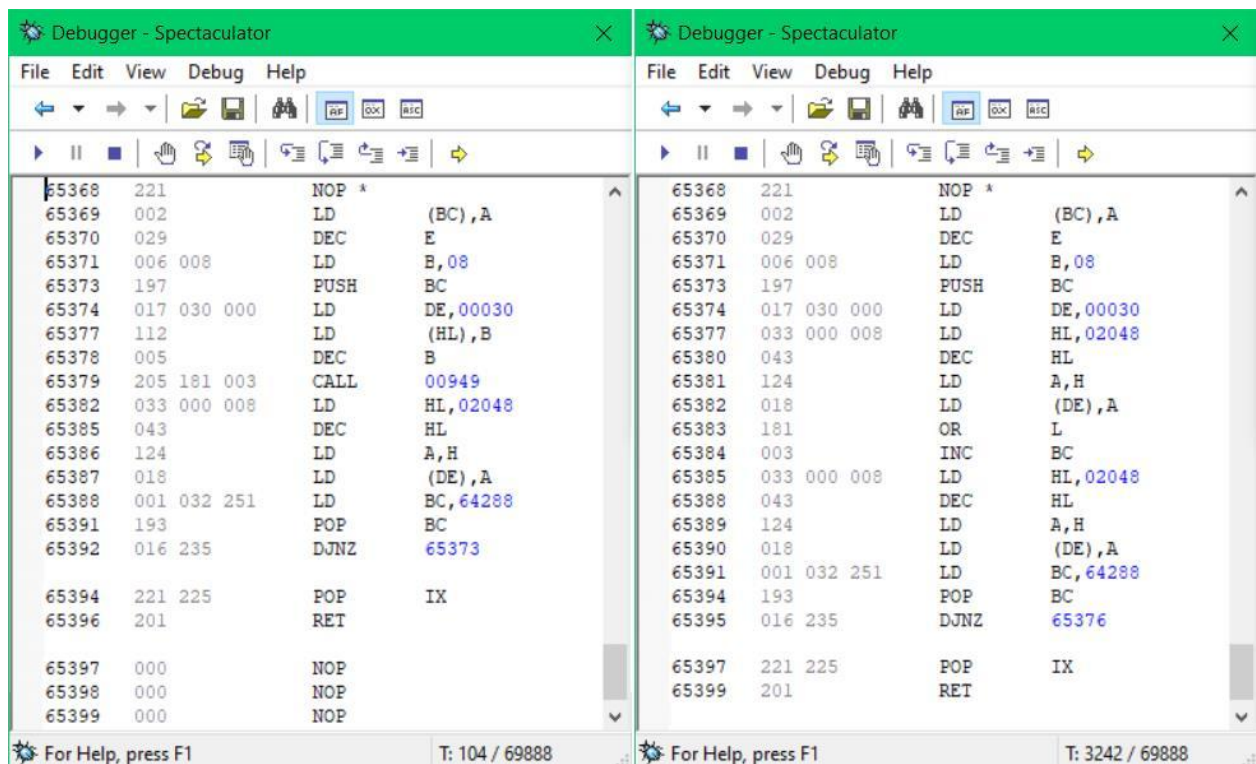 Debugger - Spectaculator
File Edit View Debug Help
65368 221 NOP *
65369 002 LD (BC),A
65370 029 DEC E
65371 006 008 LD B,08
65373 197 PUSH BC
65374 017 030 000 LD DE,00030
65377 112 LD (HL),B
65378 005 DEC B
65379 205 181 003 CALL 00949
65382 033 000 008 LD HL,02048
65385 043 DEC HL
65386 124 LD A,H
65387 018 LD (DE),A
65388 001 032 251 LD BC,64288
65391 193 POP BC
65392 016 235 DJNZ 65373
65394 221 225 POP IX
65396 201 RET
65397 000 NOP
65398 000 NOP
65399 000 NOP
For Help, press F1 T: 104 / 69888
Debugger - Spectaculator
File Edit View Debug Help
65368 221 NOP *
65369 002 LD (BC),A
65370 029 DEC E
65371 006 008 LD B,08
65373 197 PUSH BC
65374 017 030 000 LD DE,00030
65377 033 000 008 LD HL,02048
65380 043 DEC HL
65381 124 LD A,H
65382 018 LD (DE),A
65383 181 OR L
65384 003 INC BC
65385 033 000 008 LD HL,02048
65388 043 DEC HL
65389 124 LD A,H
65390 018 LD (DE),A
65391 001 032 251 LD BC,64288
65394 193 POP BC
65395 016 235 DJNZ 65376
65397 221 225 POP IX
65399 201 RET
For Help, press F1 T: 3242 / 69888